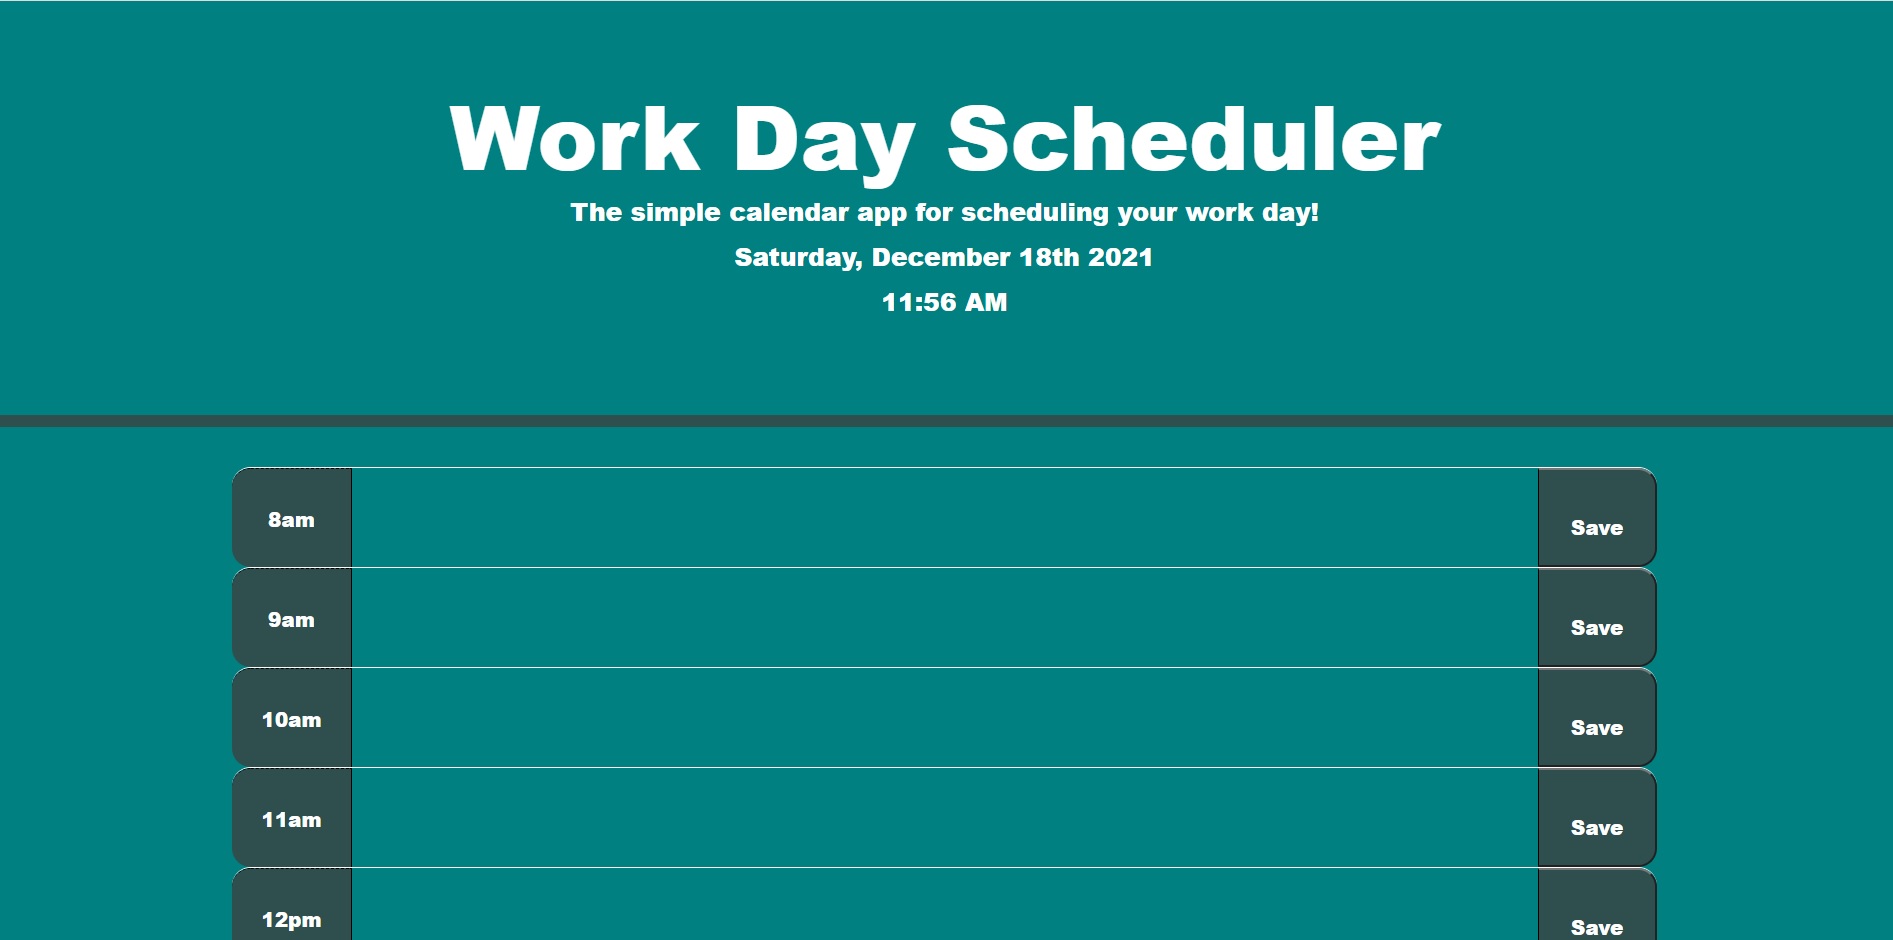 Work Day Scheduler
The simple calendar app for scheduling your work day!
Saturday, December 18th 2021
11:56 AM
8am
Save
9am
Save
10am
Save
11am
Save
12pm
Save